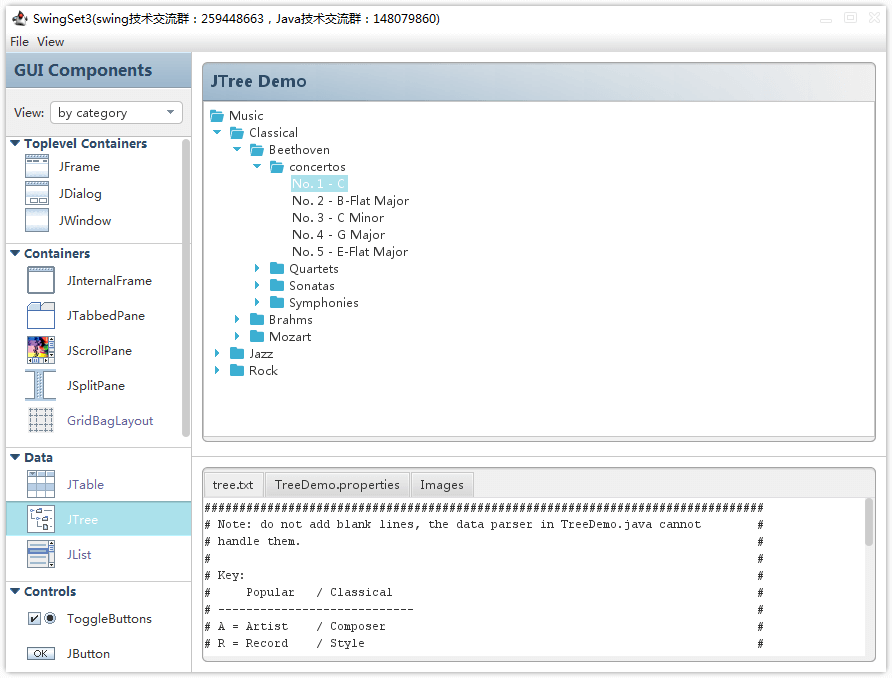 SwingSet3(swing技术交流群：259448663，Java技术交流群：148079860)
File View
GUI Components
View: by category
Toplevel Containers
JFrame
JDialog
JWindow
Containers
JInternalFrame
JTabbedPane
JScrollPane
JSplitPane
GridBagLayout
Data
JTable
JTree
JList
Controls
ToggleButtons
OK JButton
JTree Demo
Music
Classical
Beethoven
concertos
No. 1 - C
No. 2 - B-Flat Major
No. 3 - C Minor
No. 4 - G Major
No. 5 - E-Flat Major
Quartets
Sonatas
Symphonies
Brahms
Mozart
Jazz
Rock
tree.txt TreeDemo.properties Images
################################################################################
# Note: do not add blank lines, the data parser in TreeDemo.java cannot #
# handle them. #
# #
# Key: #
# Popular / Classical #
# ---------------------------- #
# A = Artist / Composer #
# R = Record / Style #